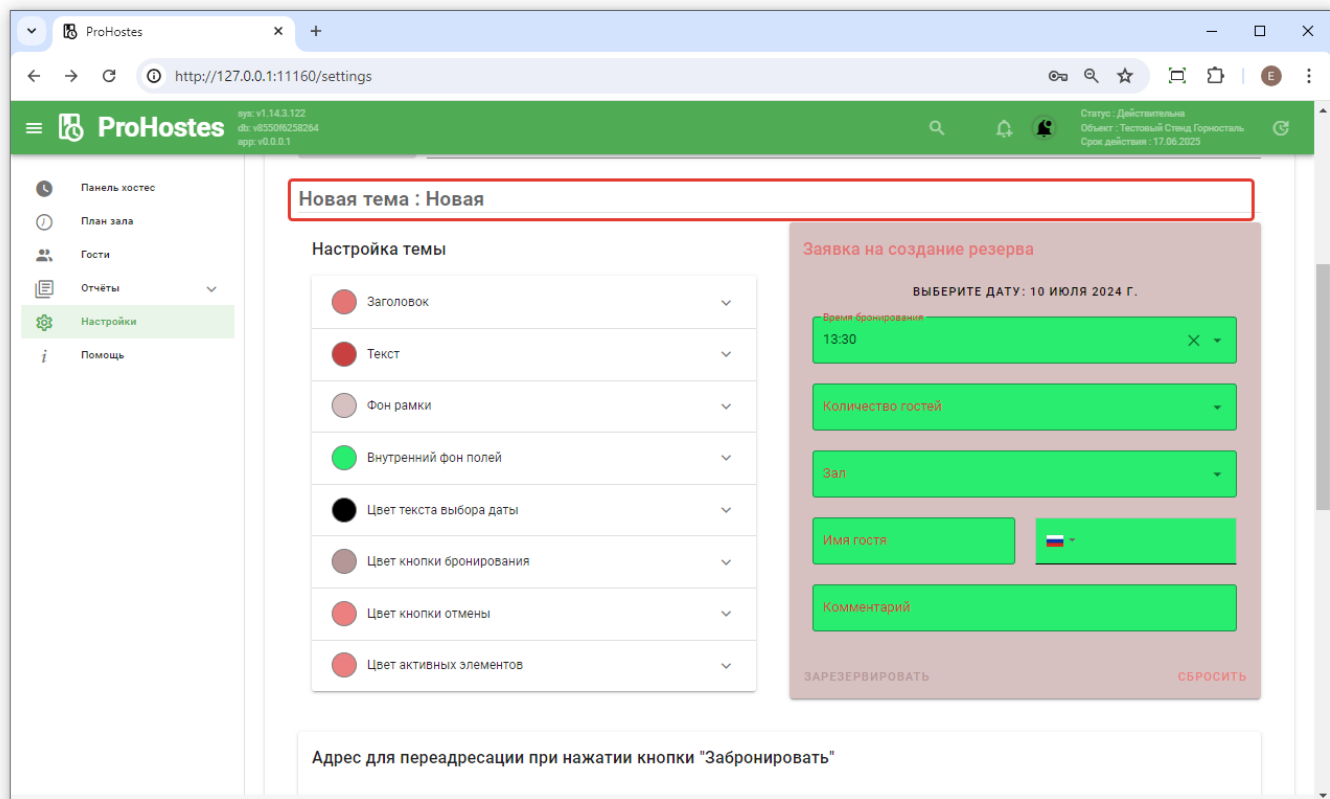 ProHostes
http://127.0.0.1:11160/settings
E
ProHostes
sys: v1.14.3.122
db: v8550f6258264
app: v0.0.0.1
Статус : Действительна
Объект : Тестовый Стенд Горносталь
Срок действия : 17.06.2025
Панель хостес
План зала
Гости
Отчёты
Настройки
Помощь
Новая тема : Новая
Настройка темы
Заголовок
Текст
Фон рамки
Внутренний фон полей
Цвет текста выбора даты
Цвет кнопки бронирования
Цвет кнопки отмены
Цвет активных элементов
Заявка на создание резерва
ВЫБЕРИТЕ ДАТУ: 10 ИЮЛЯ 2024 Г.
Время бронирования
13:30
Количество гостей
Зал
Имя гостя
Комментарий
ЗАРЕЗЕРВИРОВАТЬ
СБРОСИТЬ
Адрес для переадресации при нажатии кнопки "Забронировать"